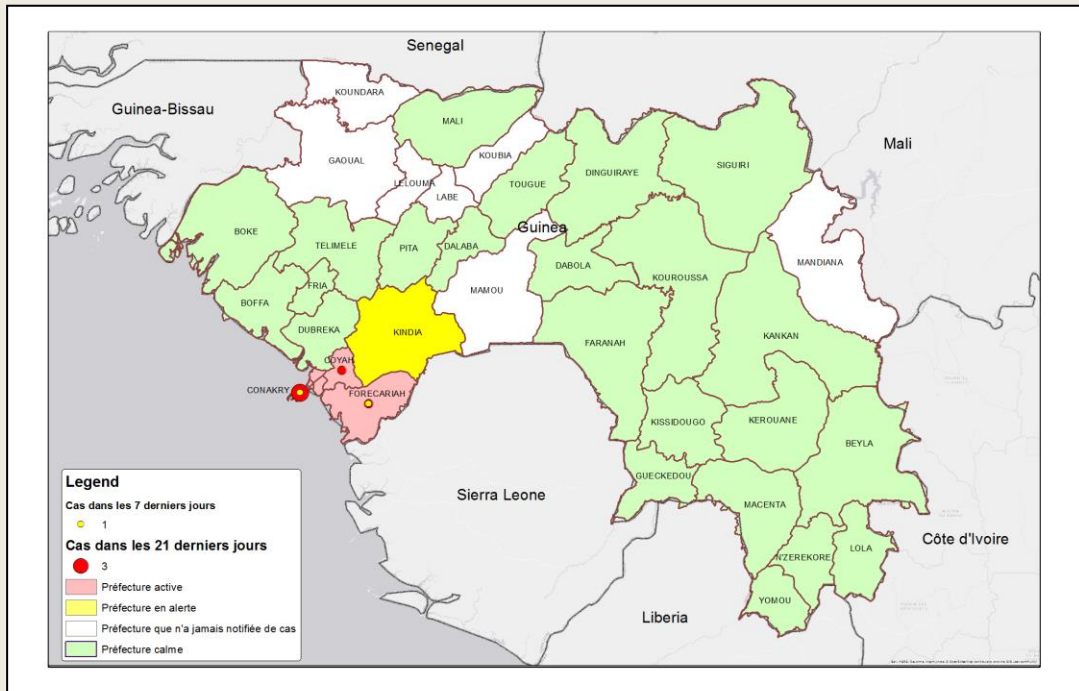 Senegal
Guinea-Bissau
KOUNDARA
MALI
Mali
KOUBIA
SIGUIRI
GAOUAL
DINGUIRAYE
LELOUMA
TOUGUE
LABE
Guinea
BOKE
TELIMELE
PITA
DALABA
MANDIANA
DABOLA
KOUROUSSA
FRIA
MAMOU
BOFFA
DUBREKA
KINDIA
KANKAN
FARANAH
COYAH
CONAKRY
FORECARIAH
KISSIDOUGO
KEROUANE
BEYLA
GUECKEDOU
Sierra Leone
MACENTA
Côte d'Ivoire
LOLA
N'ZEREKORE
YOMOU
Liberia
Legend
Cas dans les 7 derniers jours
1
Cas dans les 21 derniers jours
3
Préfecture active
Préfecture en alerte
Préfecture que n'a jamais notifiée de cas
Préfecture calme